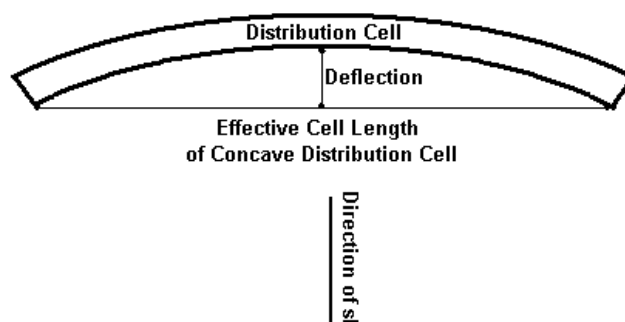 Distribution Cell
Deflection
Effective Cell Length
of Concave Distribution Cell
Direction of